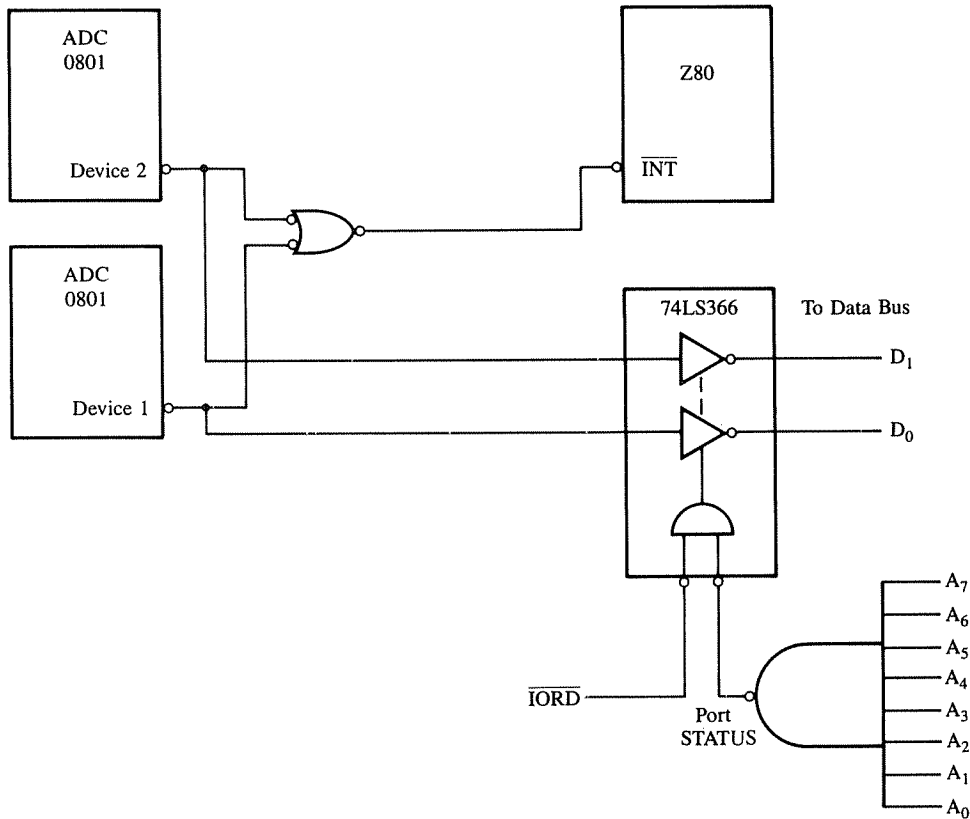 ADC
0801
Device 2
Z80
INT
ADC
0801
Device 1
74LS366
To Data Bus
D₁
D₀
IORD
Port
STATUS
A₇
A₆
A₅
A₄
A₃
A₂
A₁
A₀